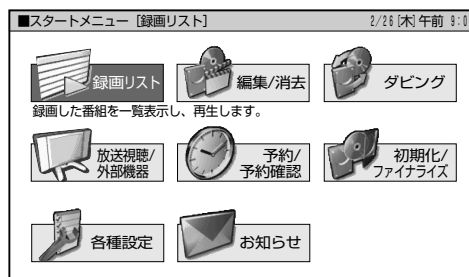 ■スタートメニュー [録画リスト] 2/26[木]午前 9:0
録画リスト
編集/消去
ダビング
録画した番組を一覧表示し、再生します。
放送視聴/
外部機器
予約/
予約確認
初期化/
ファイナライズ
各種設定
お知らせ